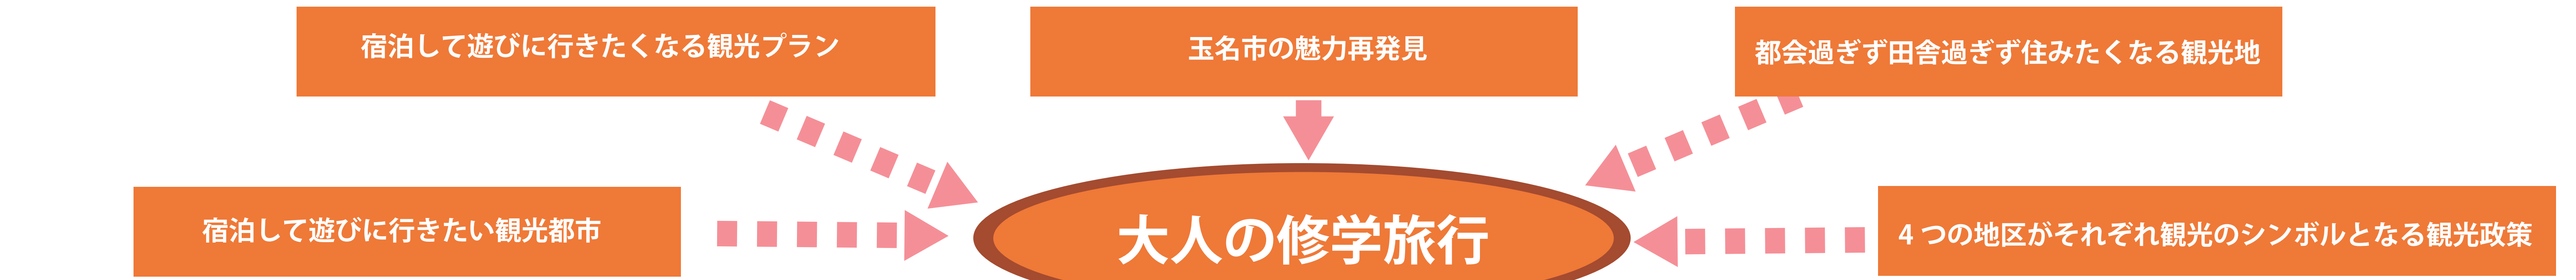 宿泊して遊びに行きたくなる観光プラン
玉名市の魅力再発見
都会過ぎず田舎過ぎず住みたくなる観光地
宿泊して遊びに行きたい観光都市
大人の修学旅行
4 つの地区がそれぞれ観光のシンボルとなる観光政策